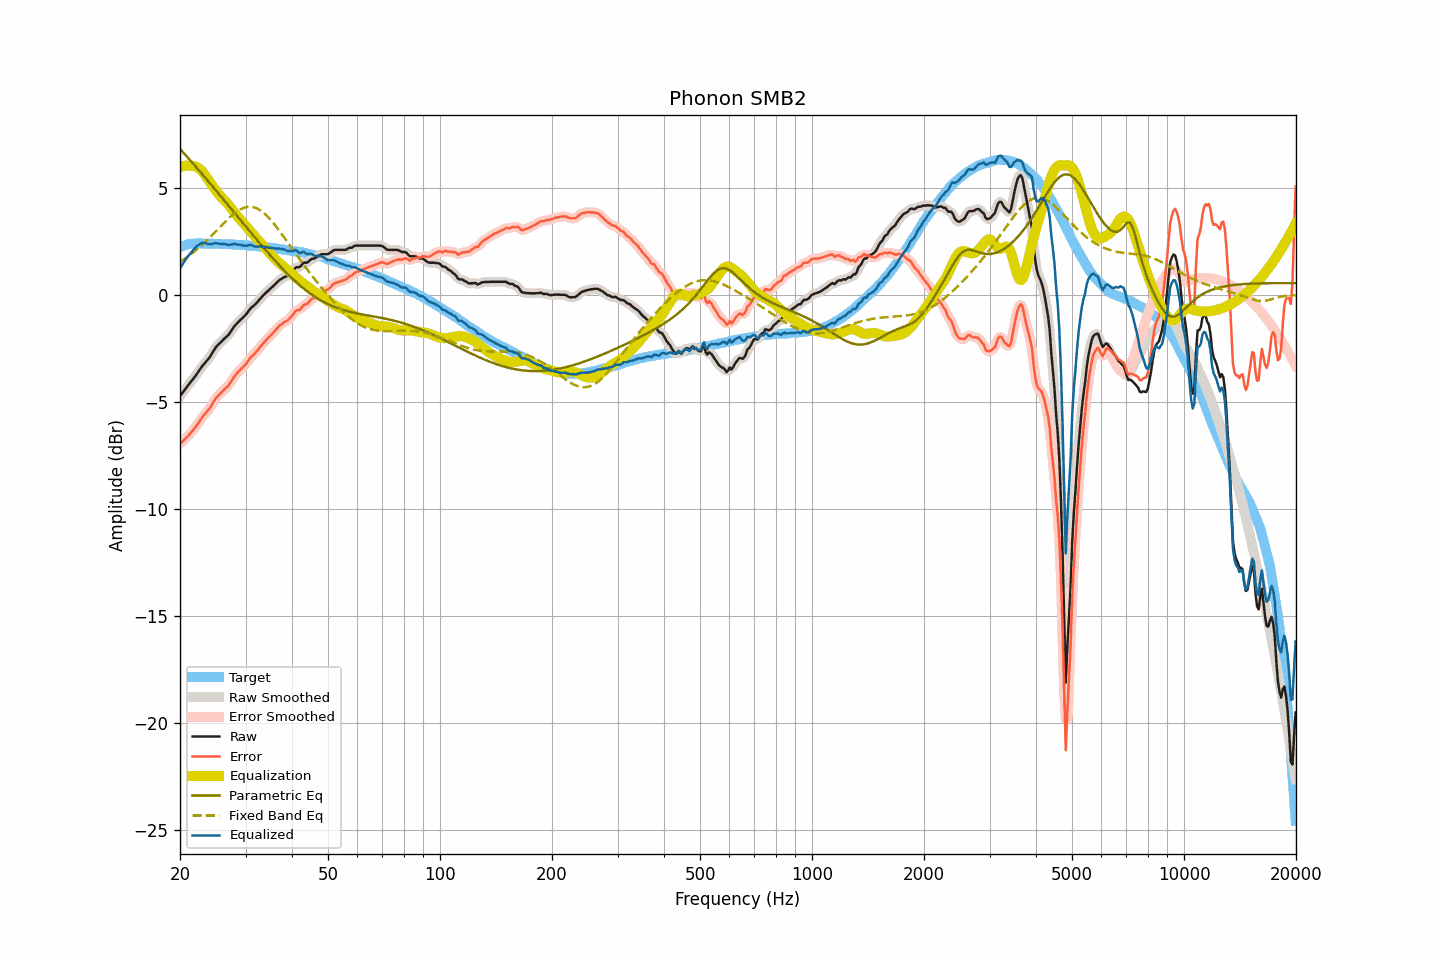 Phonon SMB2
5
0
−5
−10
−15
−20
−25
Amplitude (dBr)
Target
Raw Smoothed
Error Smoothed
Raw
Error
Equalization
Parametric Eq
Fixed Band Eq
Equalized
20 50 100 200 500 1000 2000 5000 10000 20000
Frequency (Hz)